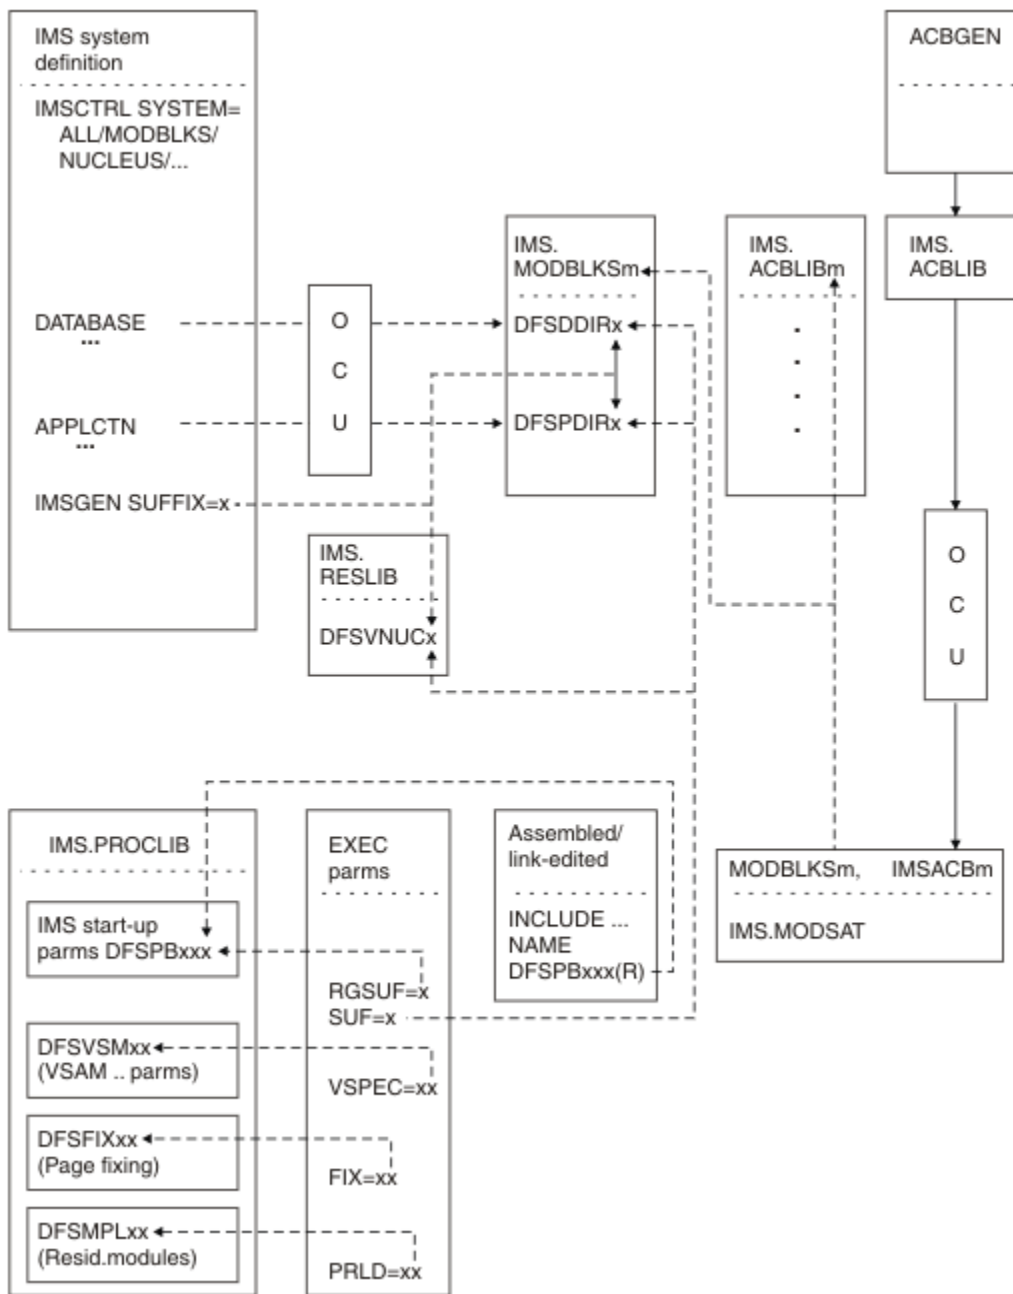 IMS system
definition
IMSCTRL SYSTEM=
ALL/MODBLKS/
NUCLEUS/...
DATABASE
...
APPLCTN
...
IMSGEN SUFFIX=x
O
C
U
IMS.
MODBLKSm
DFSDDIRx
DFSPDIRx
IMS.
ACBLIBm
ACBGEN
IMS.
ACBLIB
O
C
U
IMS.
RESLIB
DFSVNUCx
IMS.PROCLIB
IMS start-up
parms DFSPBxxx
DFSVSMxx
(VSAM .. parms)
DFSFIXxx
(Page fixing)
DFSMPLxx
(Resid.modules)
EXEC
parms
RGSUF=x
SUF=x
VSPEC=xx
FIX=xx
PRLD=xx
Assembled/
link-edited
INCLUDE ...
NAME
DFSPBxxx(R)
MODBLKSm, IMSACBm
IMS.MODSAT